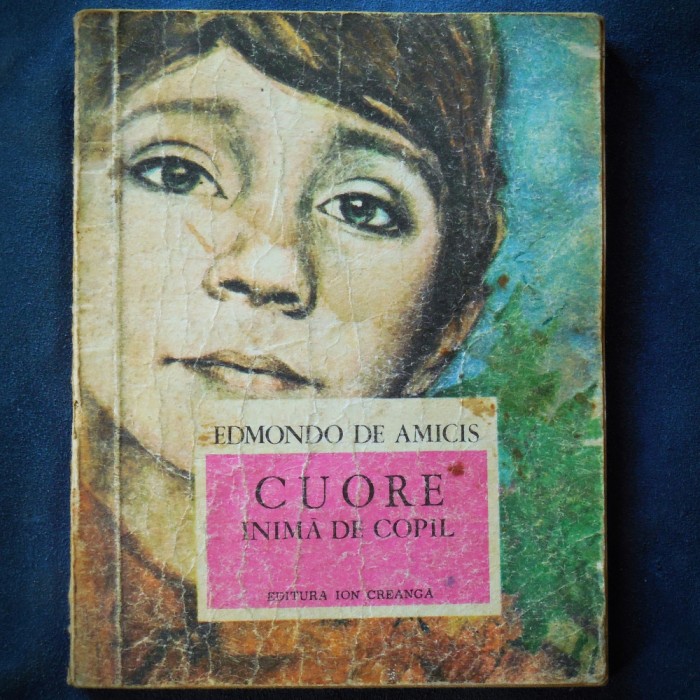 EDMONDO DE AMICIS
CUORE
INIMĂ DE COPIL
EDITURA ION CREANGĂ